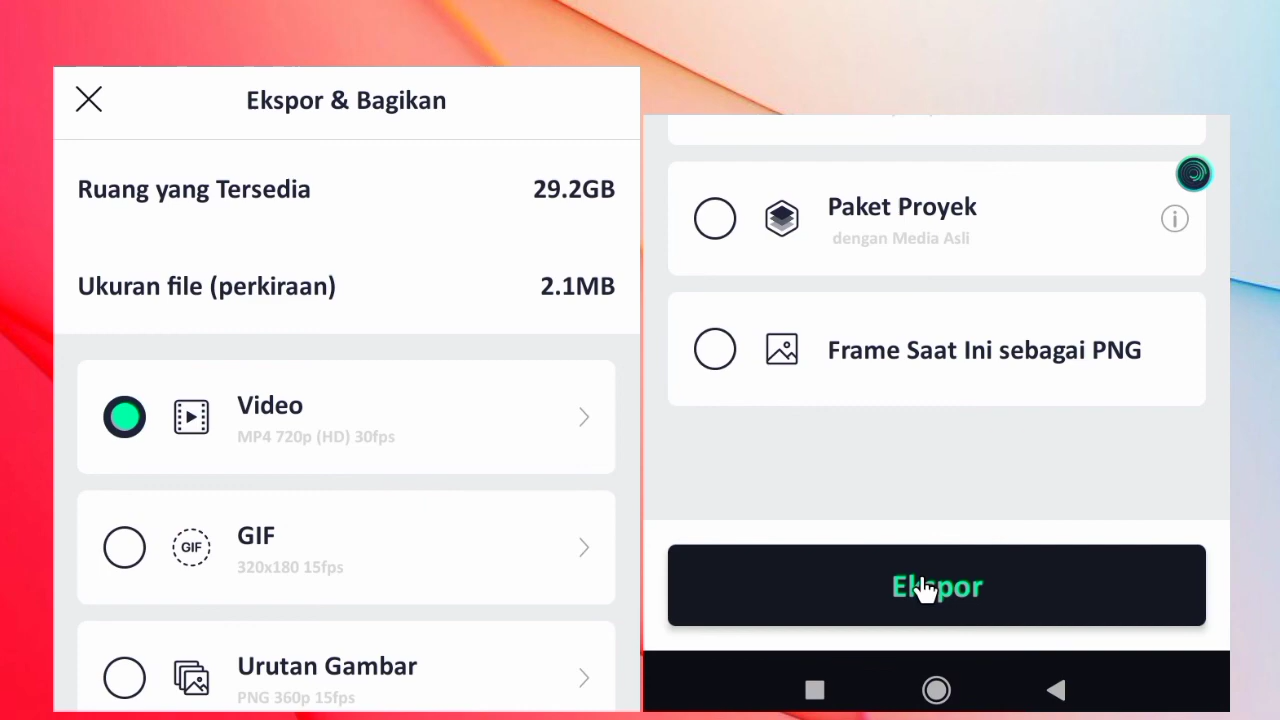 Ekspor & Bagikan
Ruang yang Tersedia 29.2GB
Ukuran file (perkiraan) 2.1MB
Video
MP4 720p (HD) 30fps
GIF
GIF
320x180 15fps
Urutan Gambar
PNG 360p 15fps
Paket Proyek
dengan Media Asli
Frame Saat Ini sebagai PNG
Ekspor